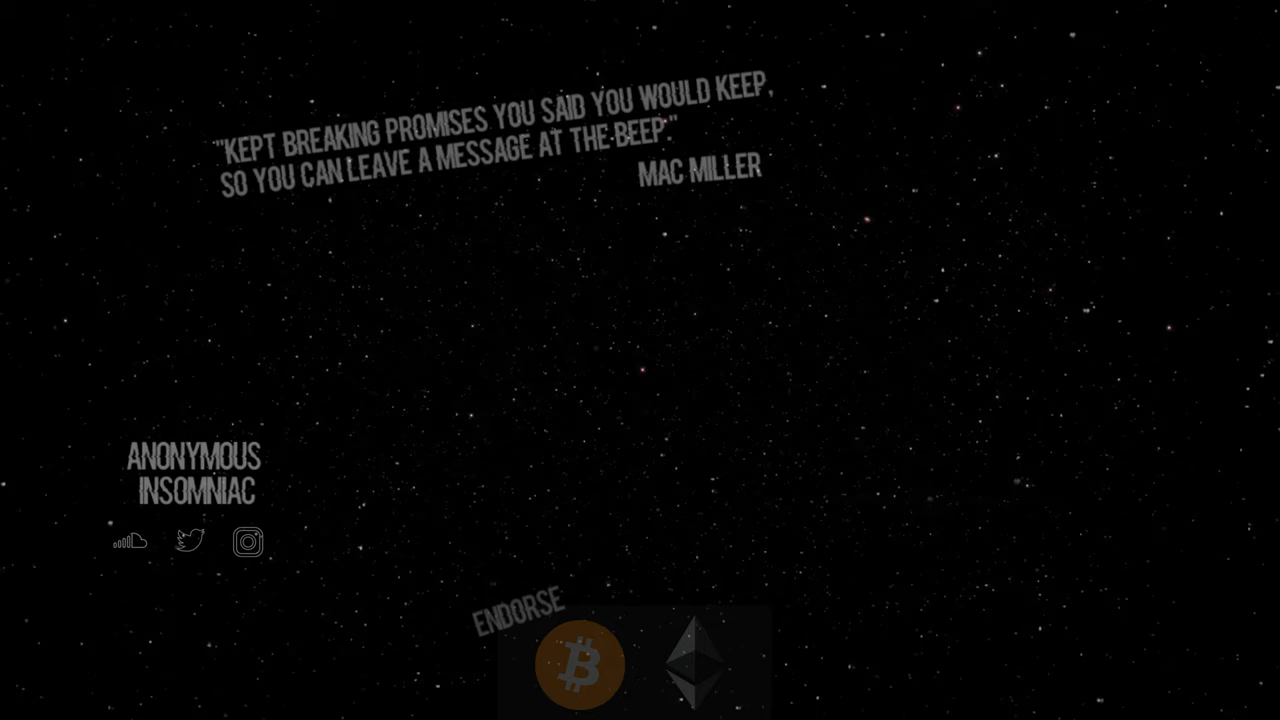 "KEPT BREAKING PROMISES YOU SAID YOU WOULD KEEP,
SO YOU CAN LEAVE A MESSAGE AT THE BEEP."
MAC MILLER
ANONYMOUS
INSOMNIAC
ENDORSE